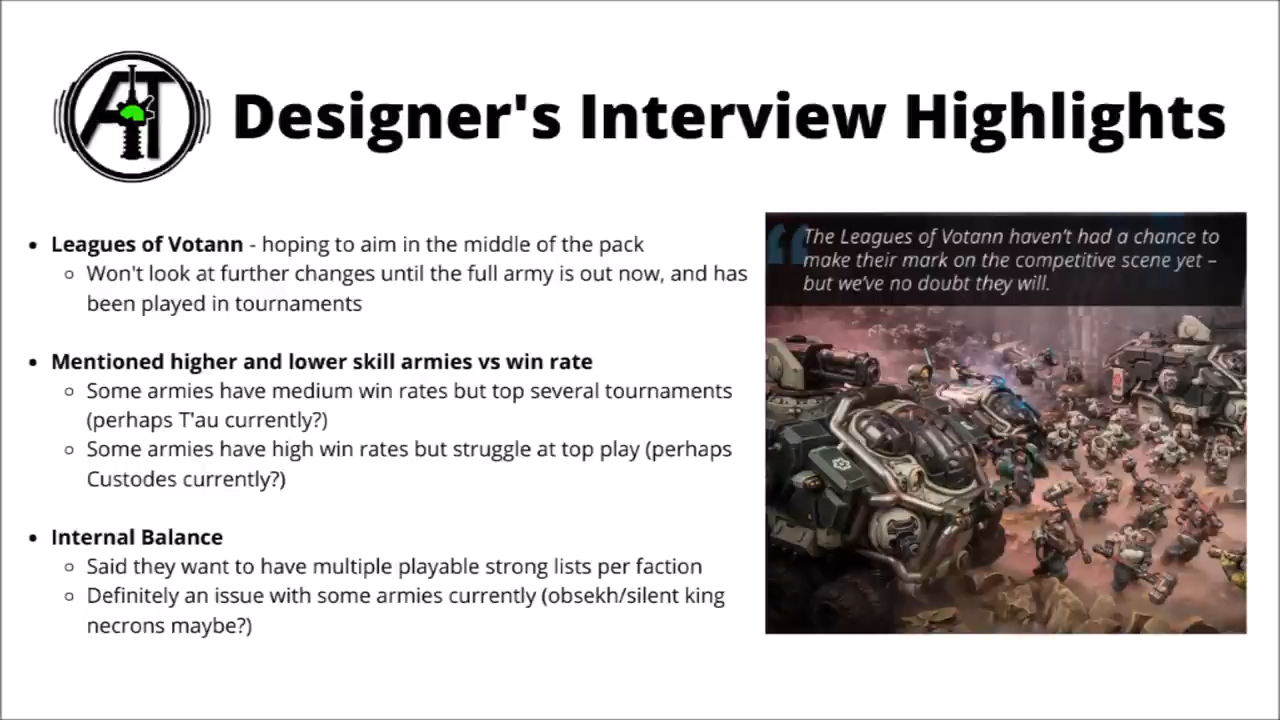 AT
Designer's Interview Highlights
• Leagues of Votann - hoping to aim in the middle of the pack
○ Won't look at further changes until the full army is out now, and has
been played in tournaments
• Mentioned higher and lower skill armies vs win rate
○ Some armies have medium win rates but top several tournaments
(perhaps T'au currently?)
○ Some armies have high win rates but struggle at top play (perhaps
Custodes currently?)
• Internal Balance
○ Said they want to have multiple playable strong lists per faction
○ Definitely an issue with some armies currently (obsekh/silent king
necrons maybe?)
“The Leagues of Votann haven't had a chance to
make their mark on the competitive scene yet –
but we've no doubt they will.